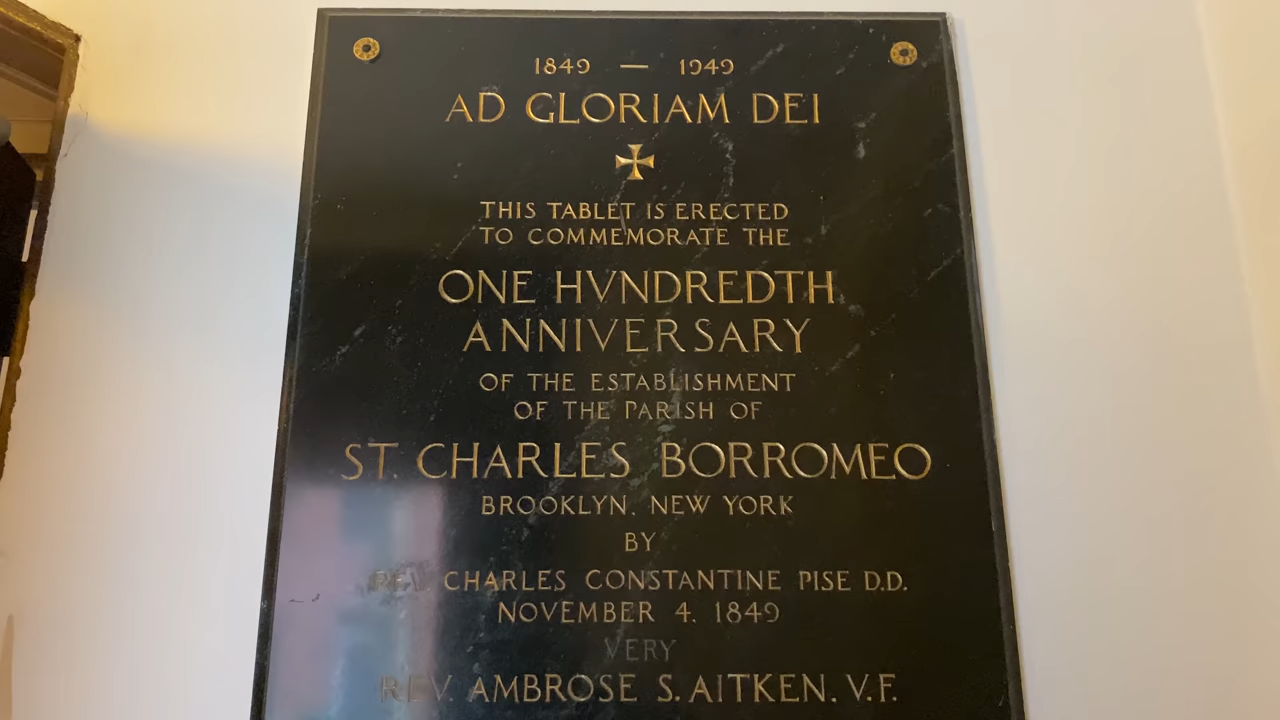 1849 — 1949
AD GLORIAM DEI
THIS TABLET IS ERECTED
TO COMMEMORATE THE
ONE HVNDREDTH
ANNIVERSARY
OF THE ESTABLISHMENT
OF THE PARISH OF
ST. CHARLES BORROMEO
BROOKLYN, NEW YORK
BY
REV. CHARLES CONSTANTINE PISE D.D.
NOVEMBER 4, 1849
VERY
REV. AMBROSE S. AITKEN, V.F.